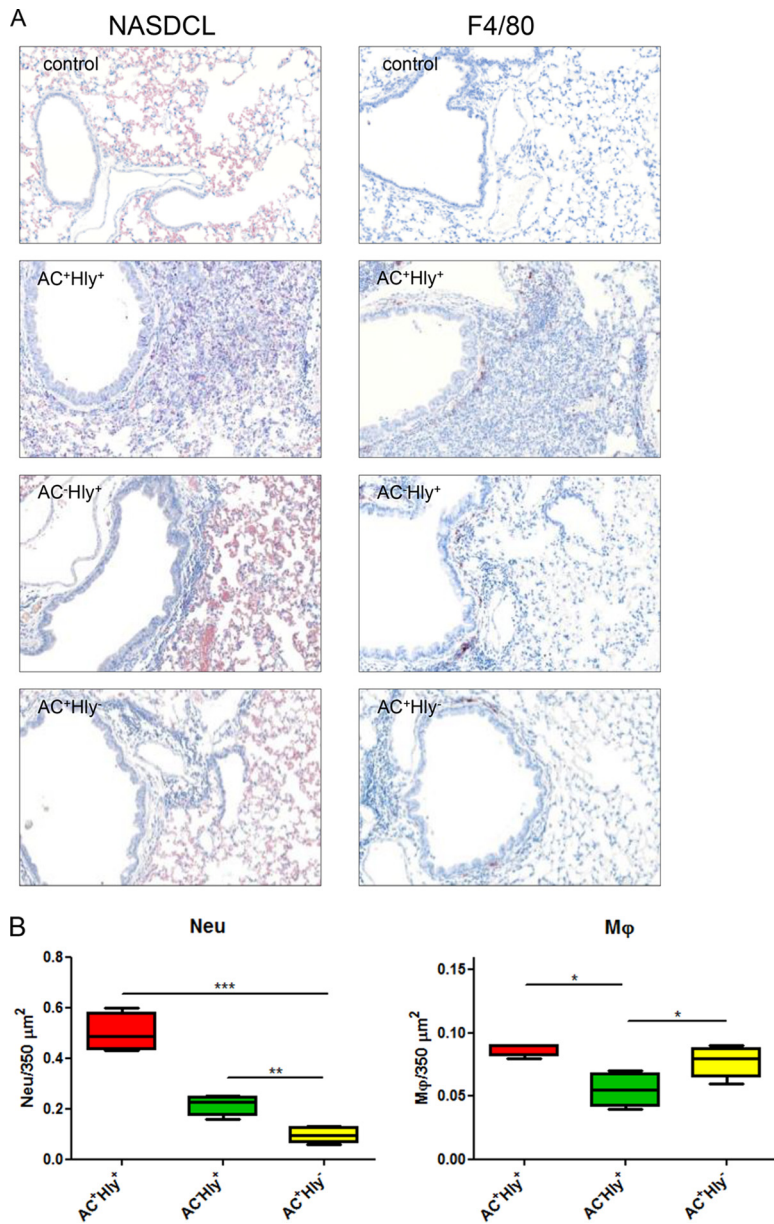 A
NASDCL
F4/80
control
control
AC⁺Hly⁺
AC⁺Hly⁺
AC⁻Hly⁺
AC⁻Hly⁺
AC⁺Hly⁻
AC⁺Hly⁻
B
Neu
Neu/350 µm²
0.8
0.6
0.4
0.2
0.0
***
**
AC⁺Hly⁺
AC⁻Hly⁺
AC⁺Hly⁻
Mφ
Mφ/350 µm²
0.15
0.10
0.05
0.00
*
*
AC⁺Hly⁺
AC⁻Hly⁺
AC⁺Hly⁻